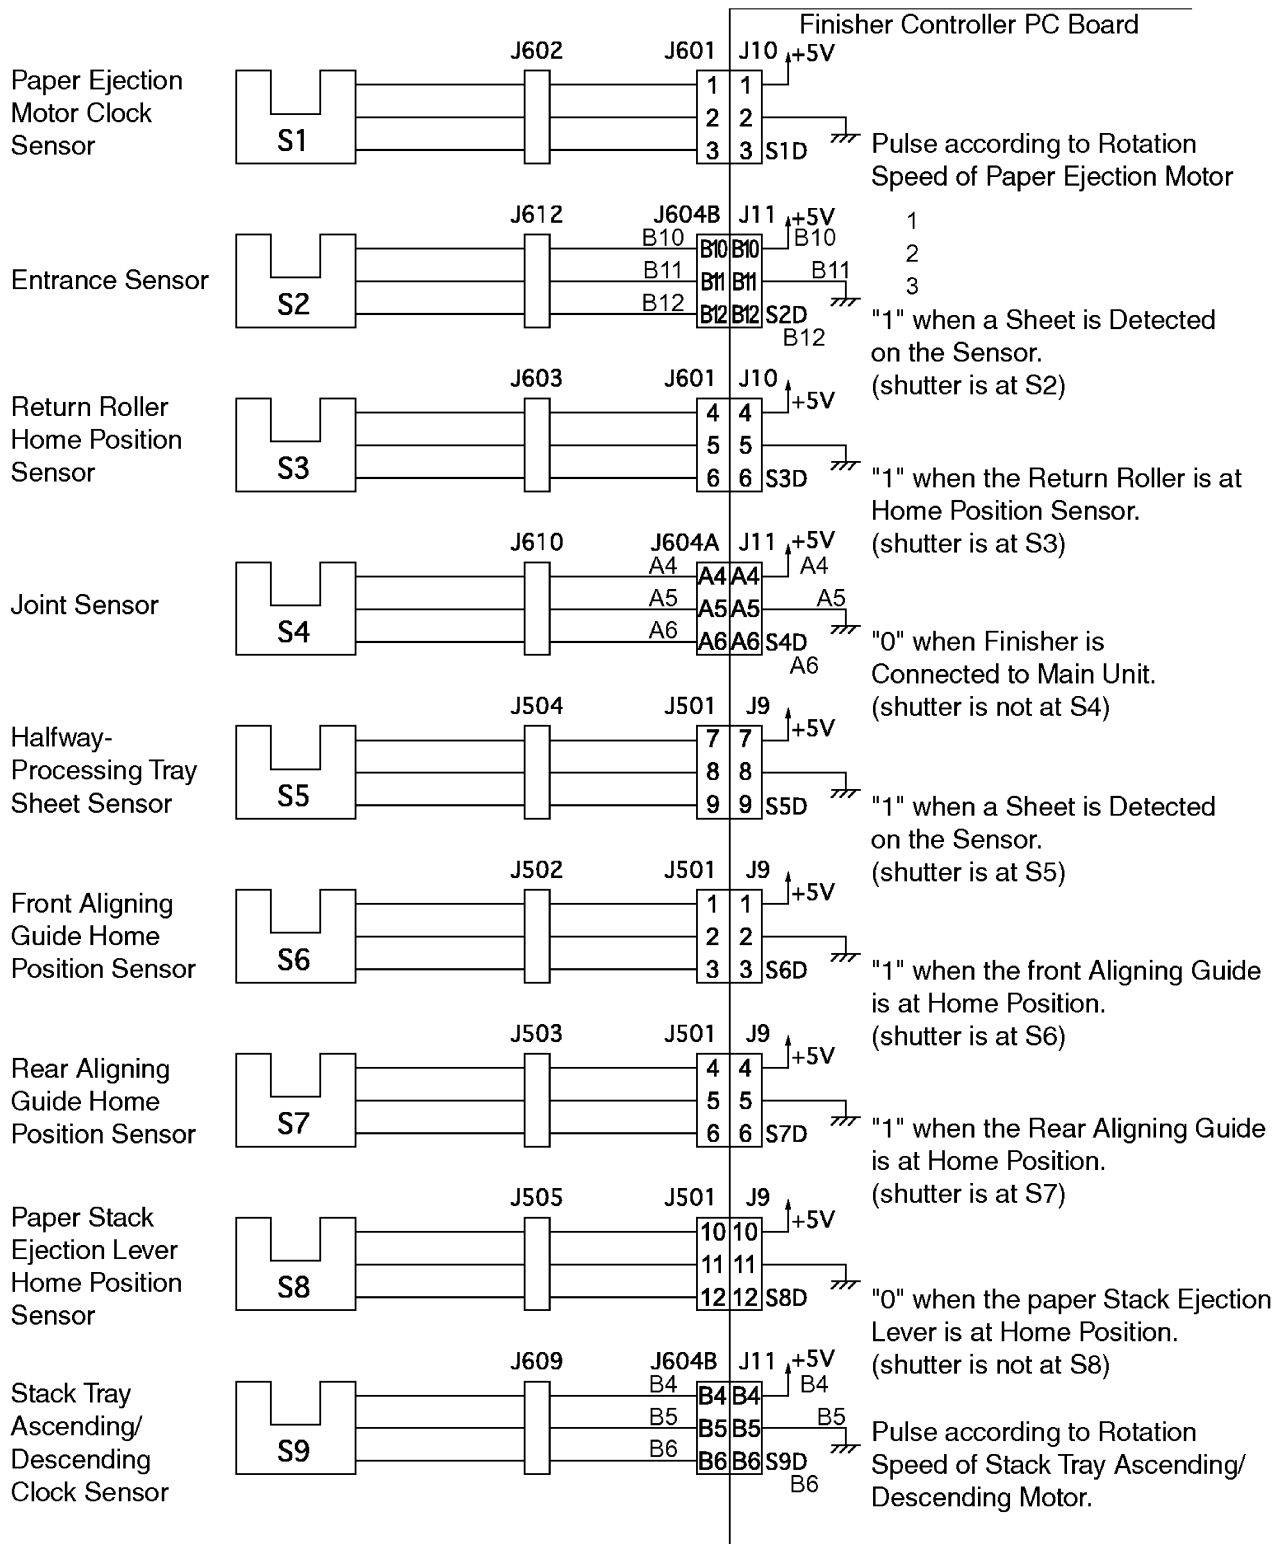 Finisher Controller PC Board
J602 J601 J10 +5V
Paper Ejection
Motor Clock
Sensor
S1
1 1
2 2
3 3 S1D
Pulse according to Rotation
Speed of Paper Ejection Motor
J612 J604B J11 +5V
B10 B10 B10 B10
B11 B11 B11 B11
B12 B12 B12 S2D
B12
1
2
3
Entrance Sensor
S2
"1" when a Sheet is Detected
on the Sensor.
(shutter is at S2)
J603 J601 J10
+5V
Return Roller
Home Position
Sensor
S3
4 4
5 5
6 6 S3D
"1" when the Return Roller is at
Home Position Sensor.
(shutter is at S3)
J610 J604A J11 +5V
A4 A4 A4 A4
A5 A5 A5 A5
A6 A6 A6 S4D
A6
Joint Sensor
S4
"0" when Finisher is
Connected to Main Unit.
(shutter is not at S4)
J504 J501 J9
+5V
Halfway-
Processing Tray
Sheet Sensor
S5
7 7
8 8
9 9 S5D
"1" when a Sheet is Detected
on the Sensor.
(shutter is at S5)
J502 J501 J9
+5V
Front Aligning
Guide Home
Position Sensor
S6
1 1
2 2
3 3 S6D
"1" when the front Aligning Guide
is at Home Position.
(shutter is at S6)
J503 J501 J9
+5V
Rear Aligning
Guide Home
Position Sensor
S7
4 4
5 5
6 6 S7D
"1" when the Rear Aligning Guide
is at Home Position.
(shutter is at S7)
J505 J501 J9
+5V
Paper Stack
Ejection Lever
Home Position
Sensor
S8
10 10
11 11
12 12 S8D
"0" when the paper Stack Ejection
Lever is at Home Position.
(shutter is not at S8)
J609 J604B J11 +5V
B4 B4 B4 B4
B5 B5 B5 B5
B6 B6 B6 S9D
B6
Stack Tray
Ascending/
Descending
Clock Sensor
S9
Pulse according to Rotation
Speed of Stack Tray Ascending/
Descending Motor.